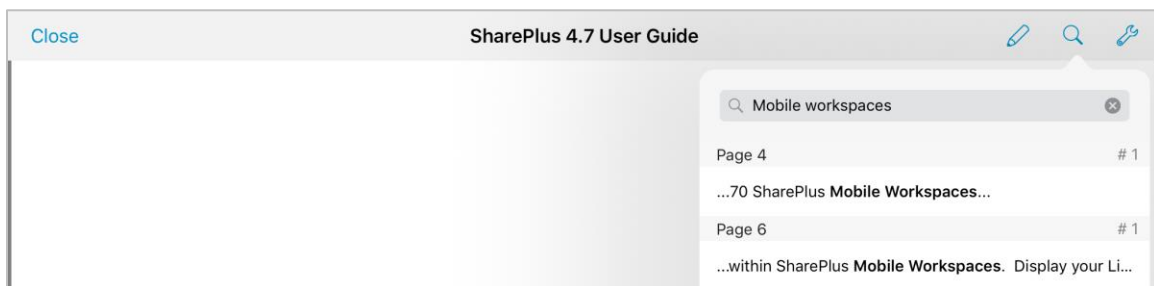 Close SharePlus 4.7 User Guide
Mobile workspaces
Page 4 # 1
...70 SharePlus Mobile Workspaces...
Page 6 # 1
...within SharePlus Mobile Workspaces. Display your Li...